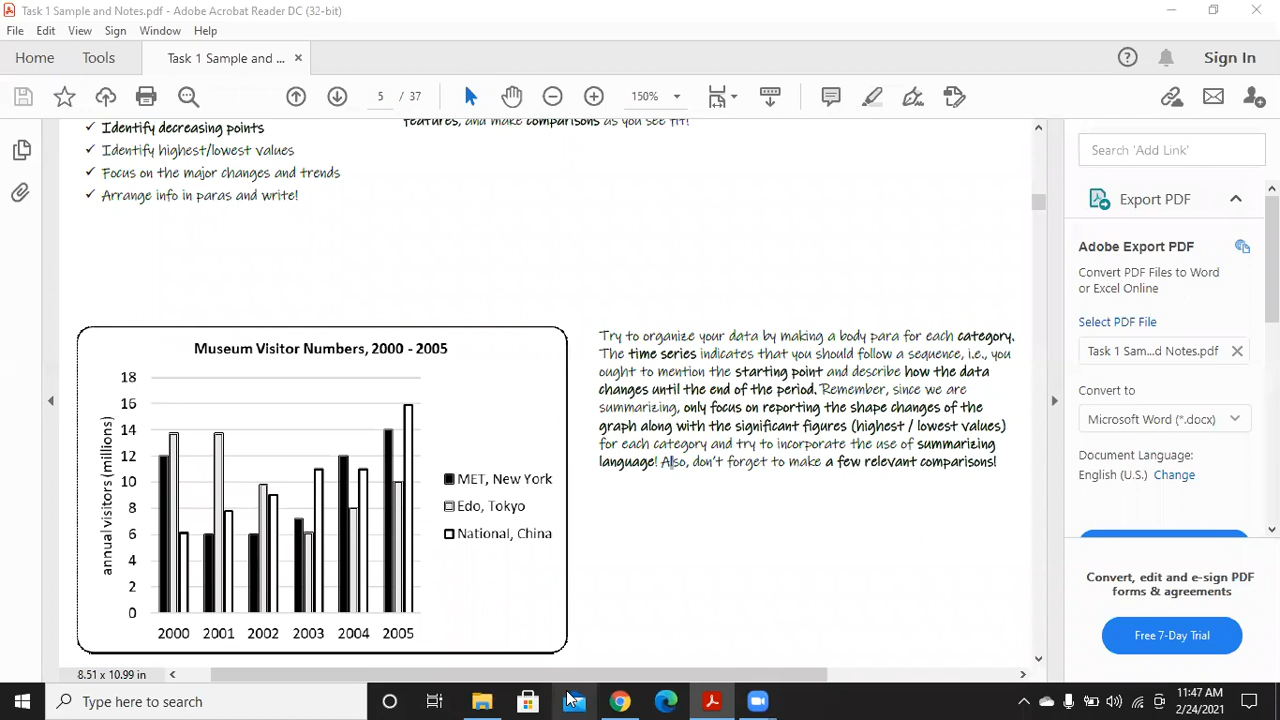 Task 1 Sample and Notes.pdf - Adobe Acrobat Reader DC (32-bit)
File Edit View Sign Window Help
Home Tools Task 1 Sample and ... ×
Sign In
5 / 37 150%
✓ Identify decreasing points
✓ Identify highest/lowest values
✓ Focus on the major changes and trends
✓ Arrange info in paras and write!
features, and make comparisons as you see fit!
Museum Visitor Numbers, 2000 - 2005
annual visitors (millions)
18
16
14
12
10
8
6
4
2
0
2000 2001 2002 2003 2004 2005
MET, New York
Edo, Tokyo
National, China
Try to organize your data by making a body para for each category.
The time series indicates that you should follow a sequence, i.e., you
ought to mention the starting point and describe how the data
changes until the end of the period. Remember, since we are
summarizing, only focus on reporting the shape changes of the
graph along with the significant figures (highest / lowest values)
for each category and try to incorporate the use of summarizing
language! Also, don't forget to make a few relevant comparisons!
8.51 x 10.99 in
Search 'Add Link'
Export PDF
Adobe Export PDF
Convert PDF Files to Word
or Excel Online
Select PDF File
Task 1 Sam...d Notes.pdf
Convert to
Microsoft Word (*.docx)
Document Language:
English (U.S.) Change
Convert, edit and e-sign PDF
forms & agreements
Free 7-Day Trial
Type here to search
11:47 AM
2/24/2021